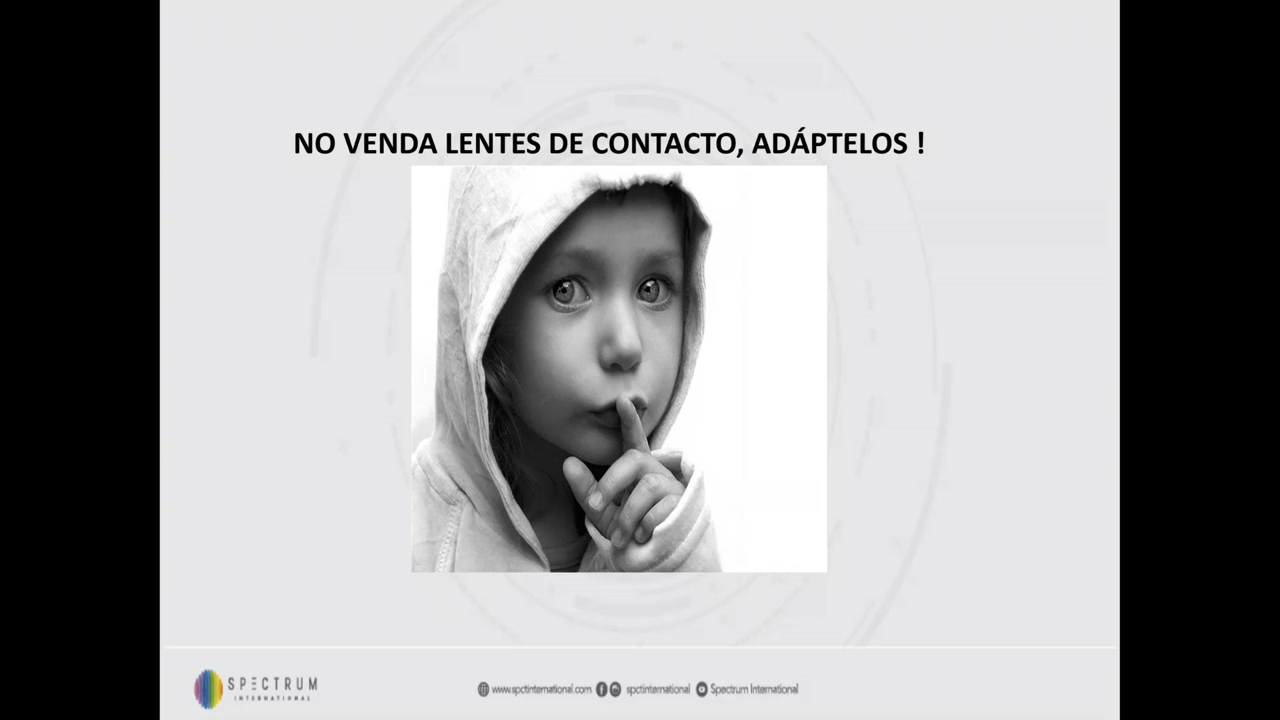 NO VENDA LENTES DE CONTACTO, ADÁPTELOS !
SPECTRUM
INTERNATIONAL
www.spctinternational.com spctinternational Spectrum International